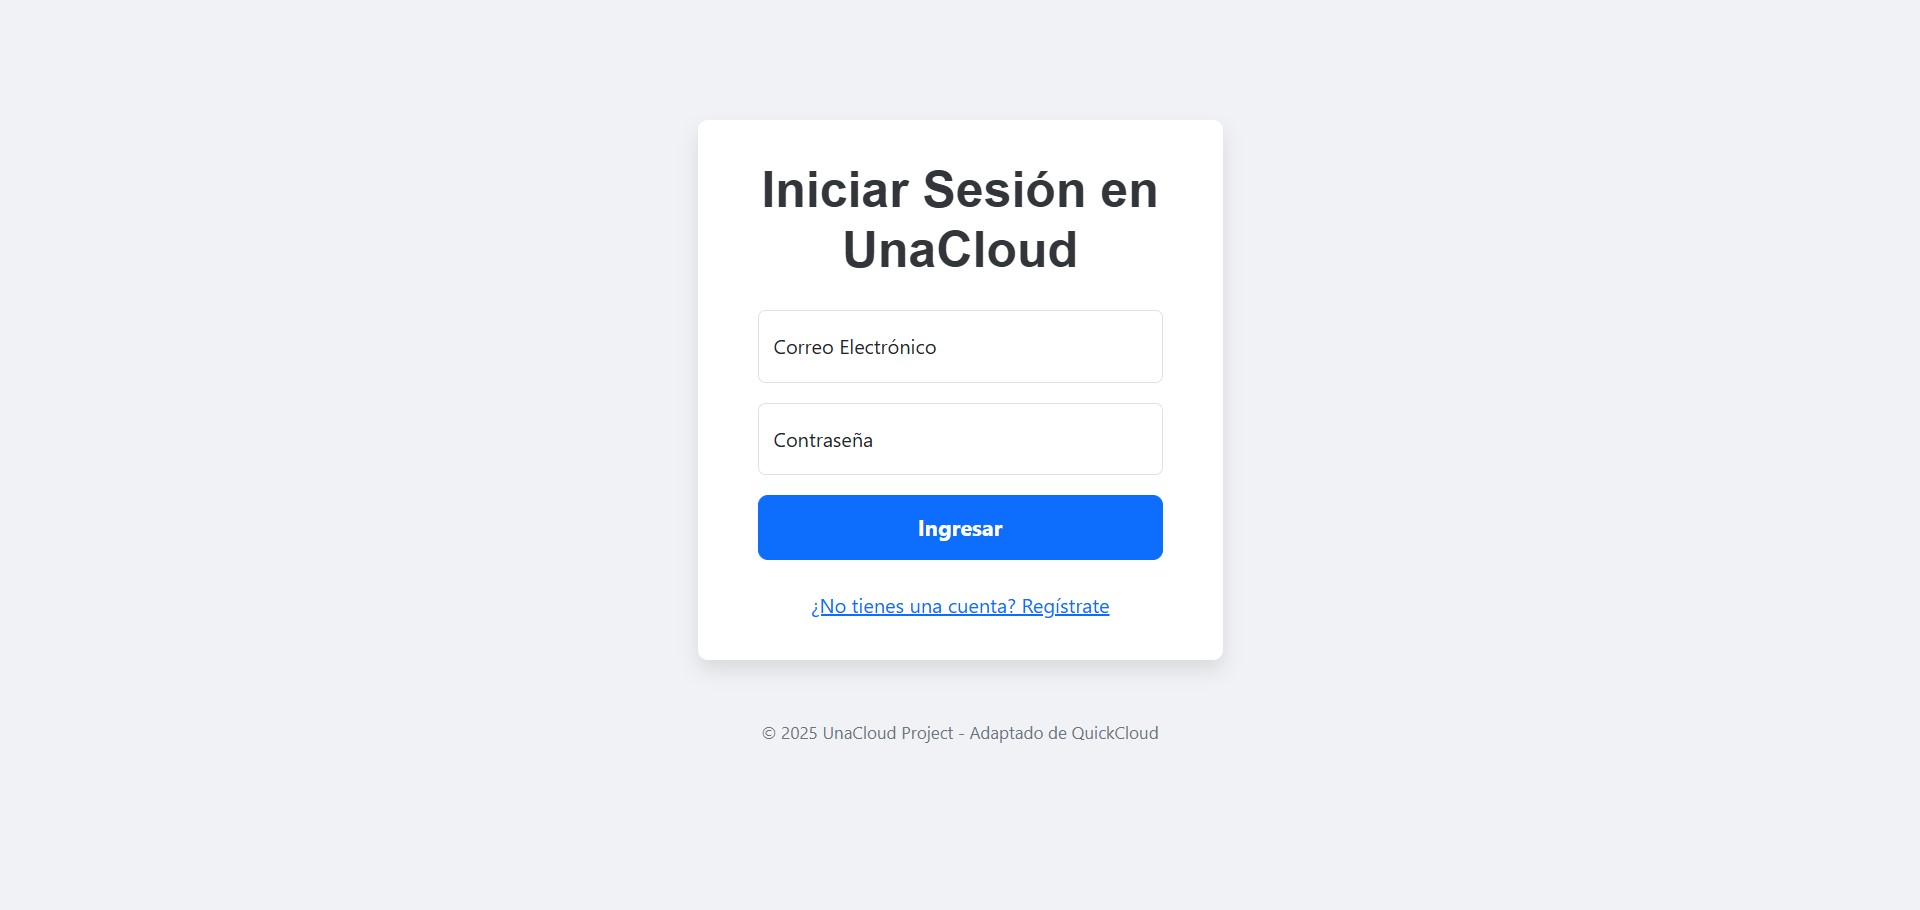 Iniciar Sesión en
UnaCloud
Correo Electrónico
Contraseña
Ingresar
¿No tienes una cuenta? Regístrate
© 2025 UnaCloud Project - Adaptado de QuickCloud